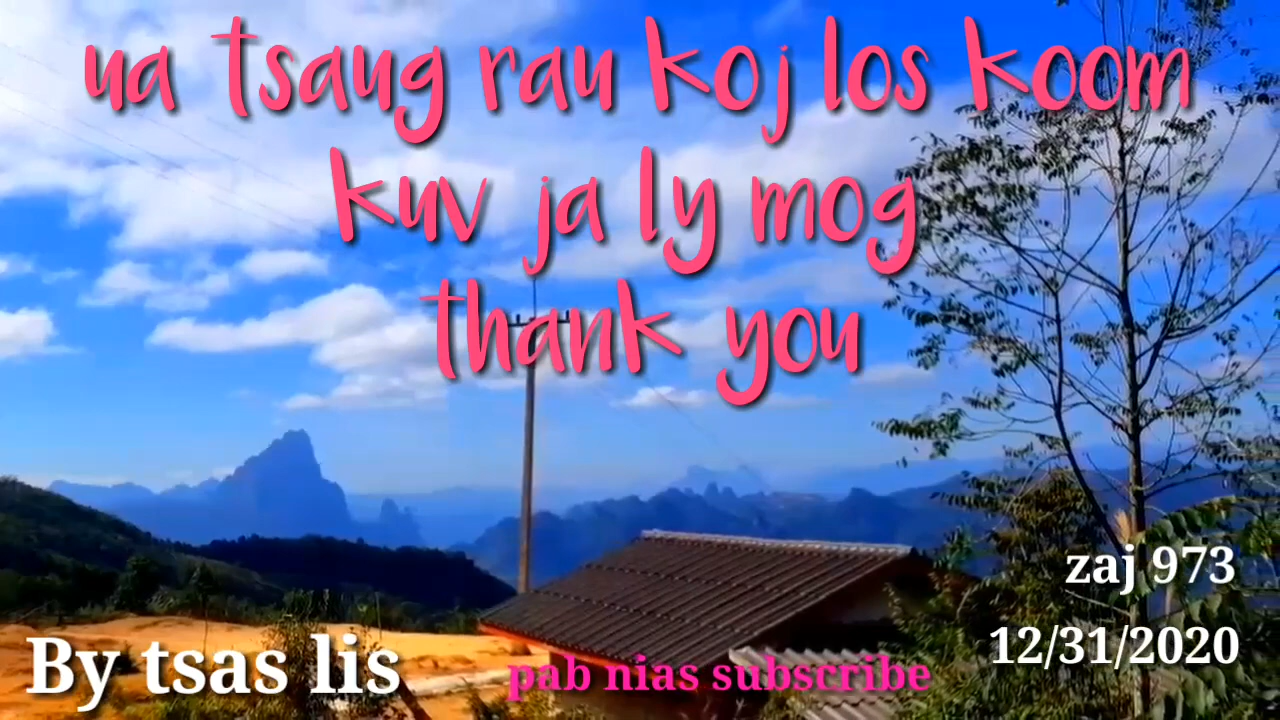 ua tsaug rau koj los koom
kuv ja ly mog
thank you
zaj 973
12/31/2020
By tsas lis
pab nias subscribe